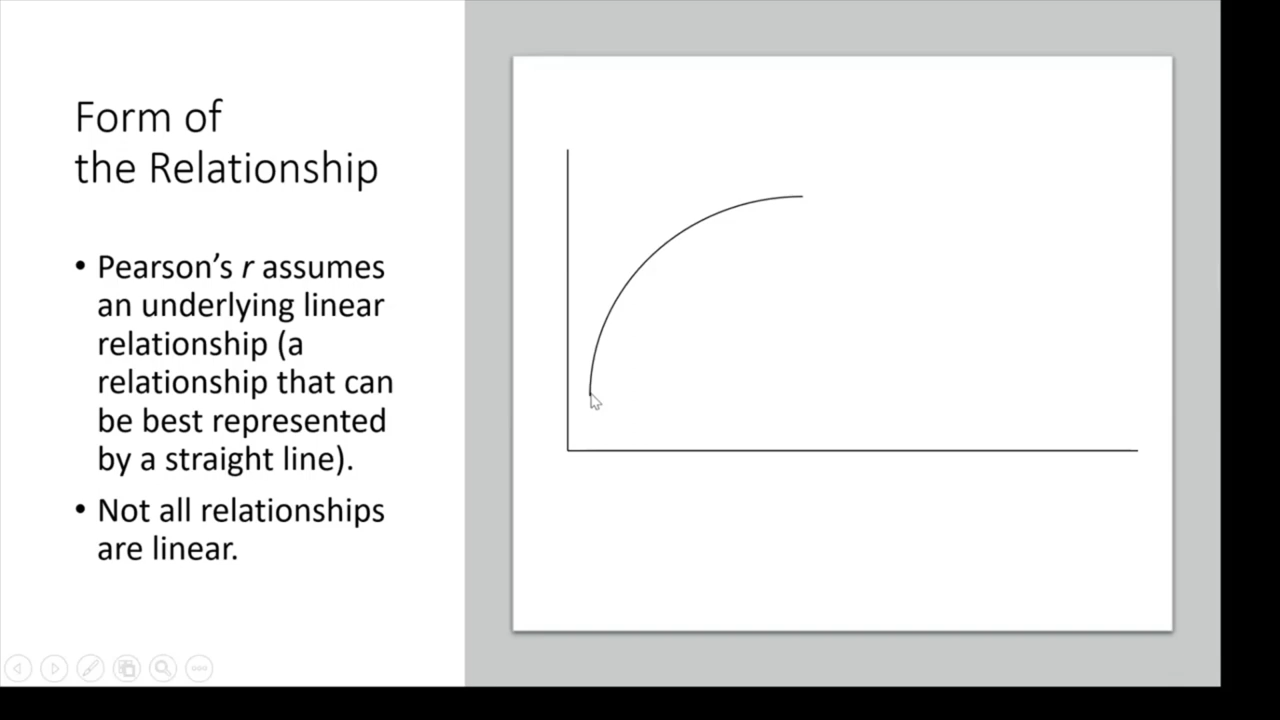 Form of
the Relationship
• Pearson’s r assumes
an underlying linear
relationship (a
relationship that can
be best represented
by a straight line).
• Not all relationships
are linear.